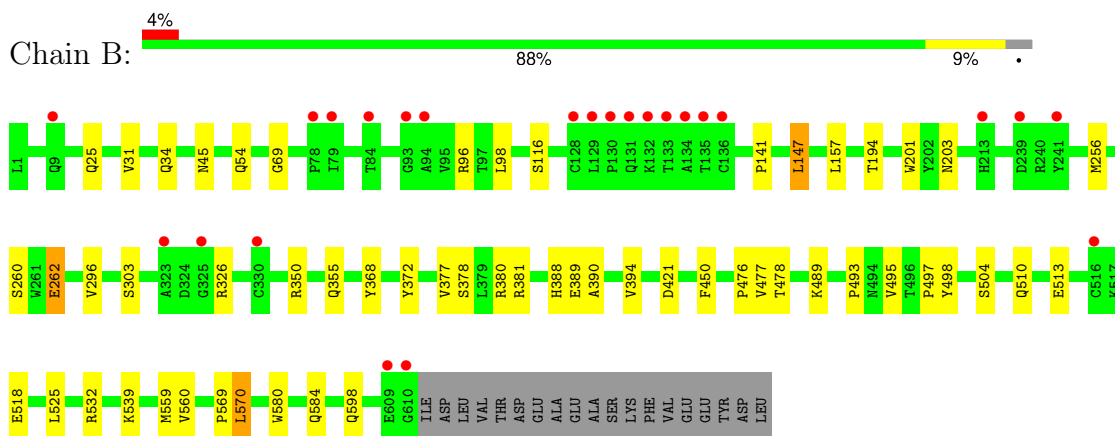 4%
Chain B:
88% 9% •
L1 Q9 Q25 V31 Q34 N45 Q54 G69 P78 I79 T84 G93 A94 V95 R96 T97 L98 S116 C128 L129 P130 Q131 K132 T133 A134 T135 C136 P141 L147 L157 T194 W201 Y202 N203 H213 D239 R240 Y241 M256
S260 W261 E262 V296 S303 A323 D324 G325 R326 C330 R350 Q355 Y368 Y372 V377 S378 L379 R380 R381 H388 E389 A390 V394 D421 F450 P476 V477 T478 K489 P493 N494 V495 T496 P497 Y498 S504 Q510 E513 C516 K517
E518 L525 R532 K539 M559 V560 P569 L570 W580 Q584 Q598 E609 G610 ILE ASP LEU VAL THR ASP GLU ALA GLU ALA SER LYS PHE VAL GLU GLU TYR ASP LEU